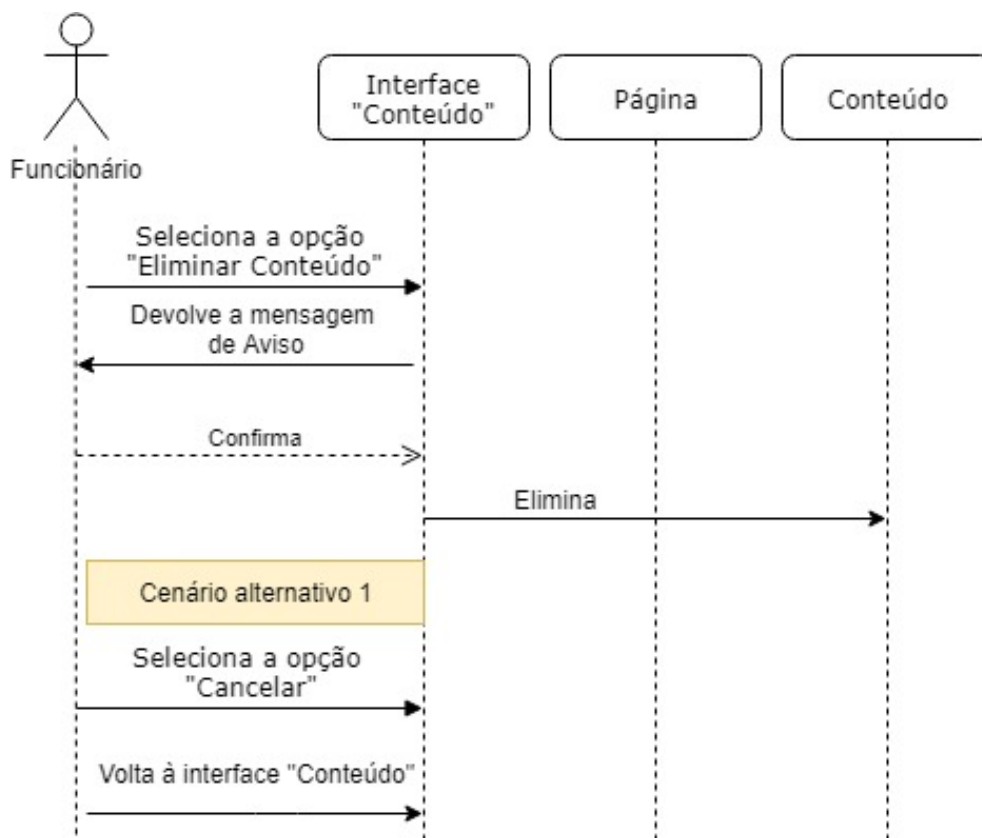 Interface
"Conteúdo"
Página
Conteúdo
Funcionário
Seleciona a opção
"Eliminar Conteúdo"
Devolve a mensagem
de Aviso
Confirma
Elimina
Cenário alternativo 1
Seleciona a opção
"Cancelar"
Volta à interface "Conteúdo"